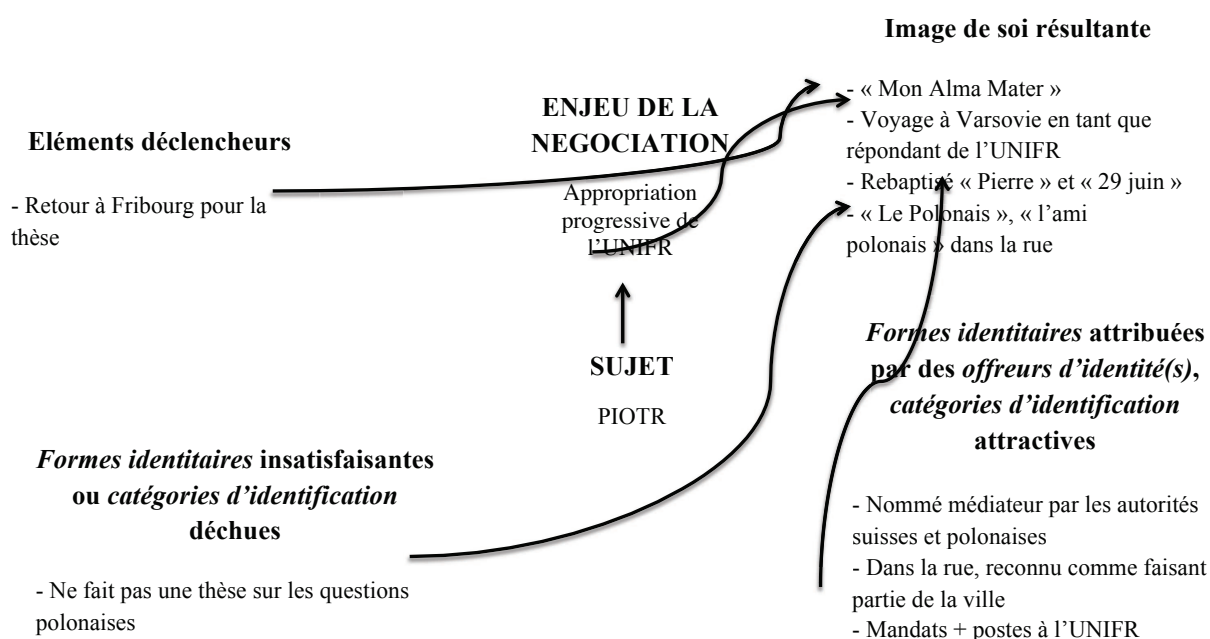 Eléments déclencheurs
- Retour à Fribourg pour la
thèse
ENJEU DE LA
NEGOCIATION
Appropriation
progressive de
l’UNIFR
SUJET
PIOTR
Formes identitaires insatisfaisantes
ou catégories d’identification
déchues
- Ne fait pas une thèse sur les questions
polonaises
Image de soi résultante
- « Mon Alma Mater »
- Voyage à Varsovie en tant que
répondant de l’UNIFR
- Rebaptisé « Pierre » et « 29 juin »
- « Le Polonais », « l’ami
polonais » dans la rue
Formes identitaires attribuées
par des offreurs d’identité(s),
catégories d’identification
attractives
- Nommé médiateur par les autorités
suisses et polonaises
- Dans la rue, reconnu comme faisant
partie de la ville
- Mandats + postes à l’UNIFR